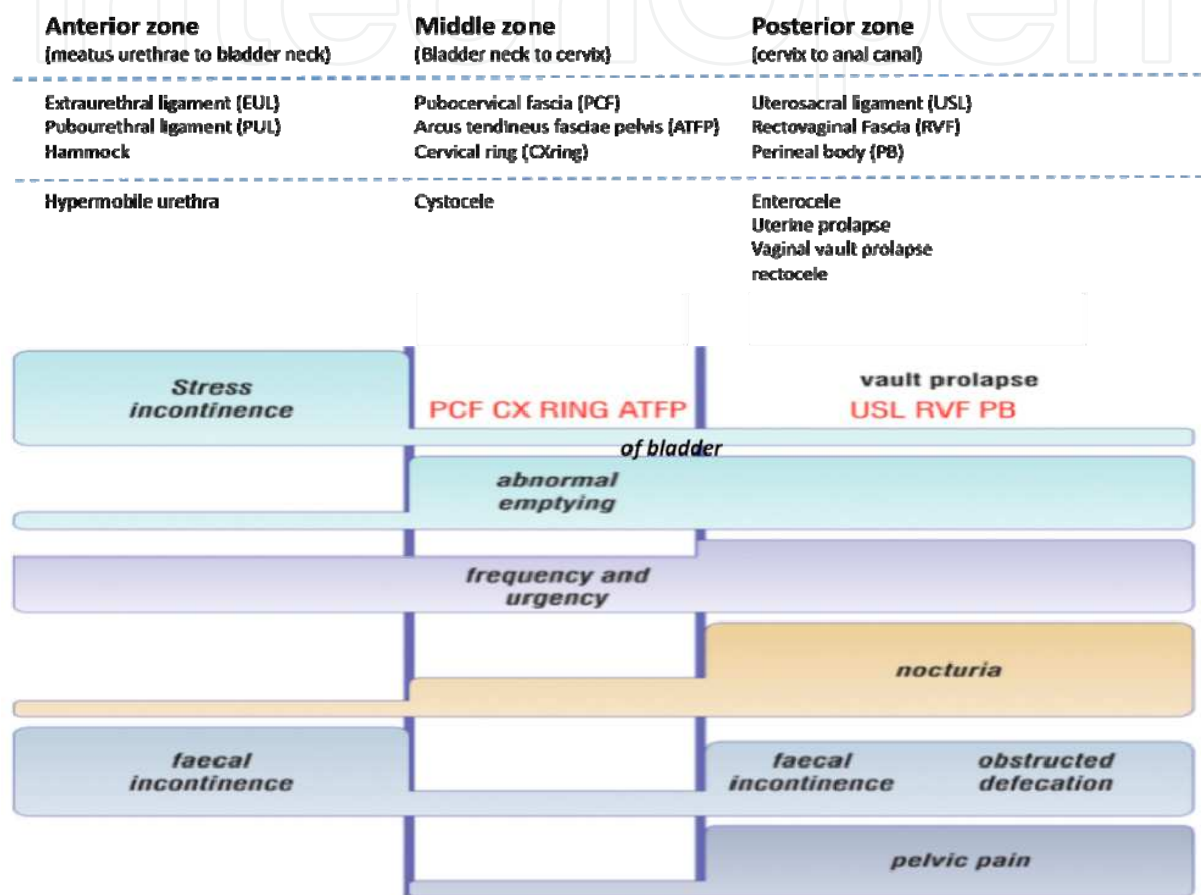 Anterior zone
(meatus urethrae to bladder neck)
Middle zone
(Bladder neck to cervix)
Posterior zone
(cervix to anal canal)
Extraurethral ligament (EUL)
Pubourethral ligament (PUL)
Hammock
Pubocervical fascia (PCF)
Arcus tendineus fasciae pelvis (ATFP)
Cervical ring (CXring)
Uterosacral ligament (USL)
Rectovaginal Fascia (RVF)
Perineal body (PB)
Hypermobile urethra
Cystocele
Enterocele
Uterine prolapse
Vaginal vault prolapse
rectocele
Stress
incontinence
PCF CX RING ATFP
vault prolapse
USL RVF PB
of bladder
abnormal
emptying
frequency and
urgency
nocturia
faecal
incontinence
faecal
incontinence
obstructed
defecation
pelvic pain